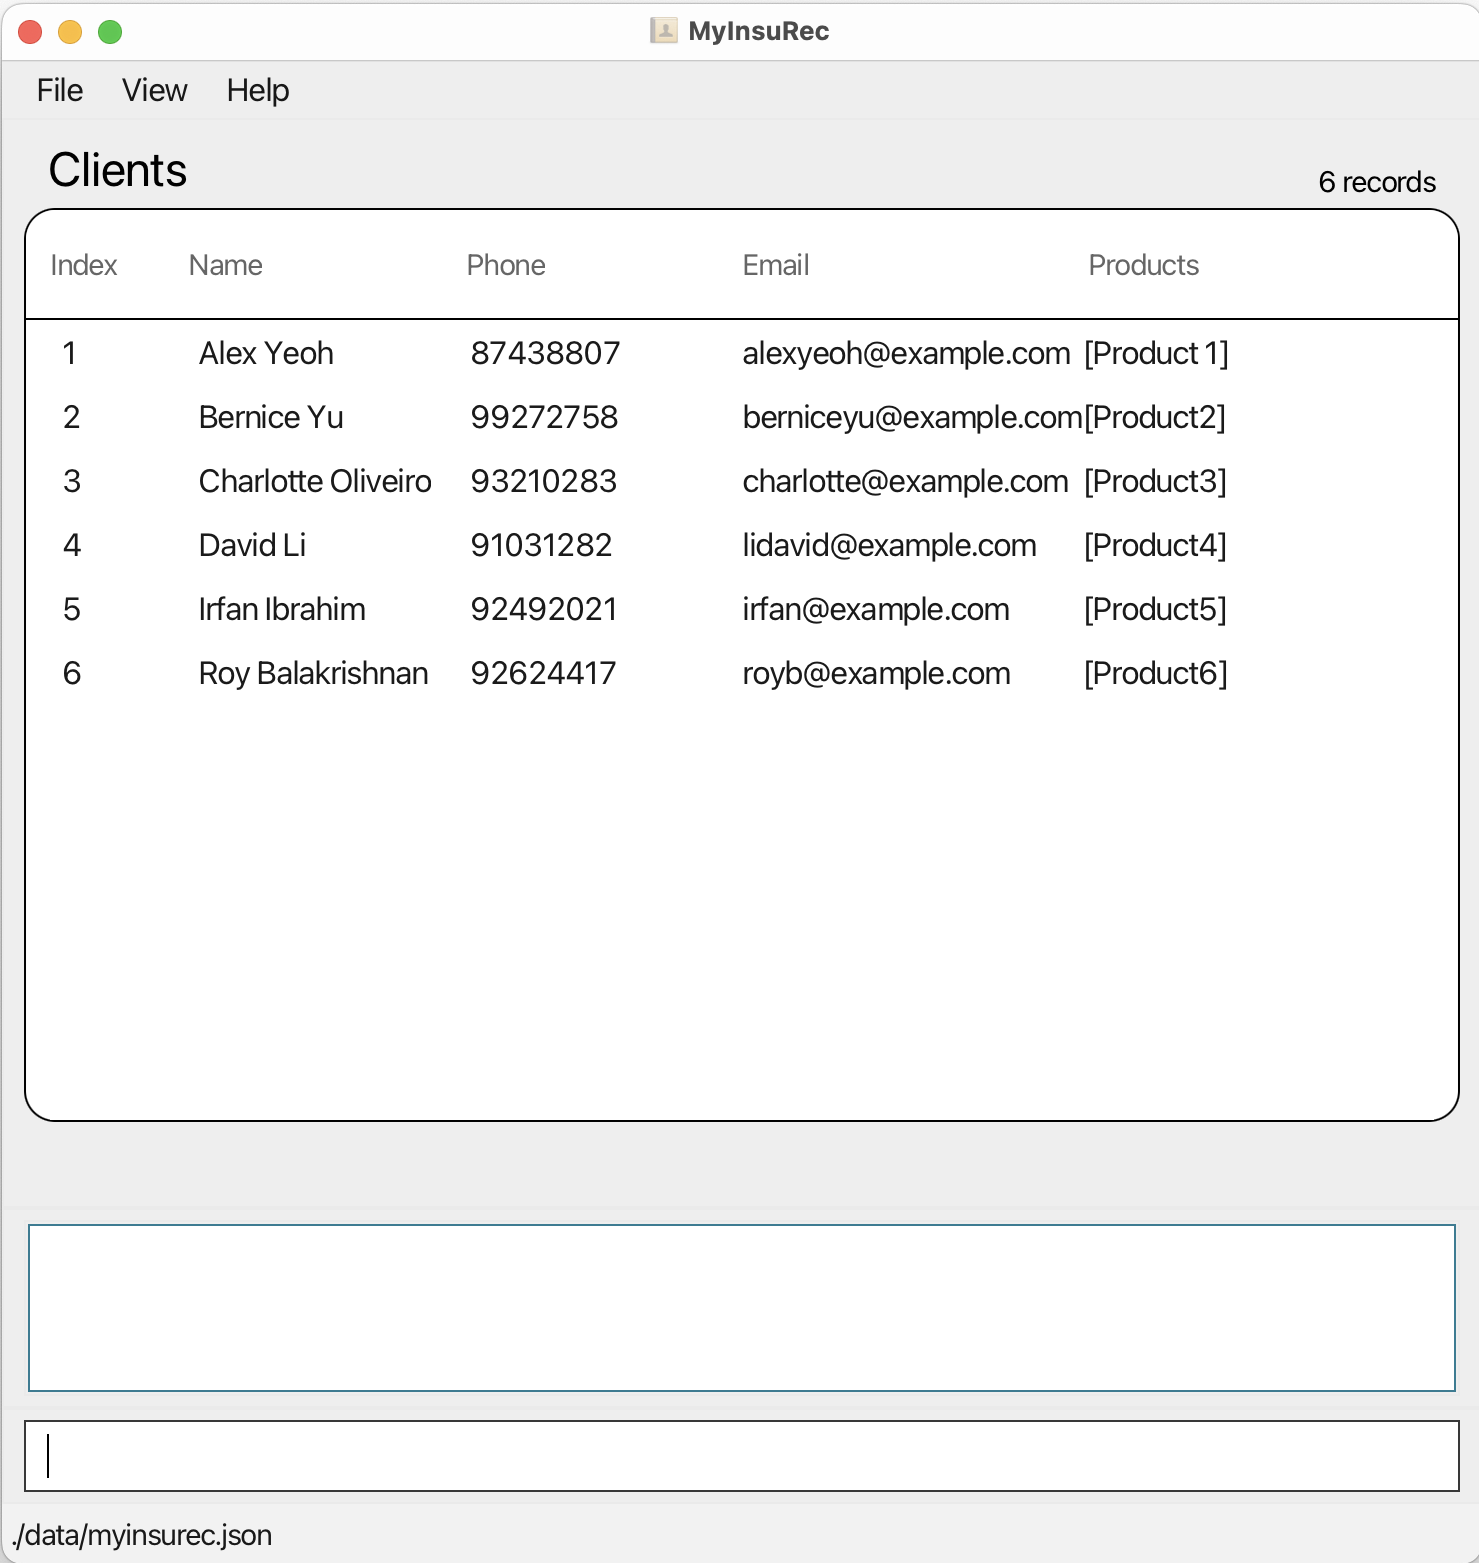 MyInsuRec
File View Help
Clients
6 records
Index Name Phone Email Products
1 Alex Yeoh 87438807 alexyeoh@example.com [Product 1]
2 Bernice Yu 99272758 berniceyu@example.com[Product2]
3 Charlotte Oliveiro 93210283 charlotte@example.com [Product3]
4 David Li 91031282 lidavid@example.com [Product4]
5 Irfan Ibrahim 92492021 irfan@example.com [Product5]
6 Roy Balakrishnan 92624417 royb@example.com [Product6]
./data/myinsurec.json